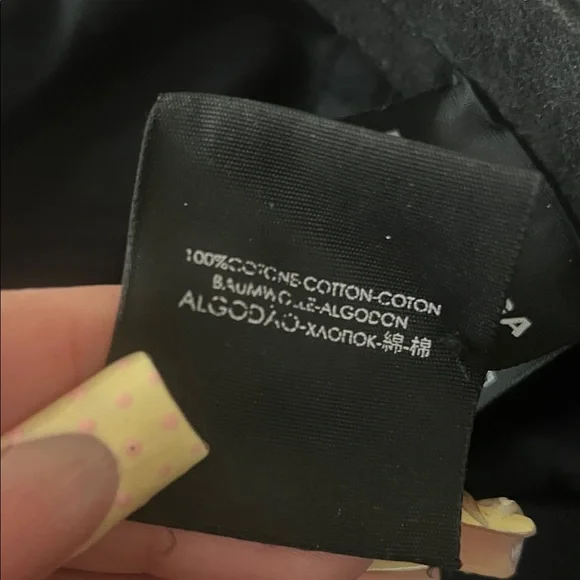 100%COTONE-COTTON-COTON
BAUMWOLLE-ALGODON
ALGODÃO-ХЛОПОК-綿-棉